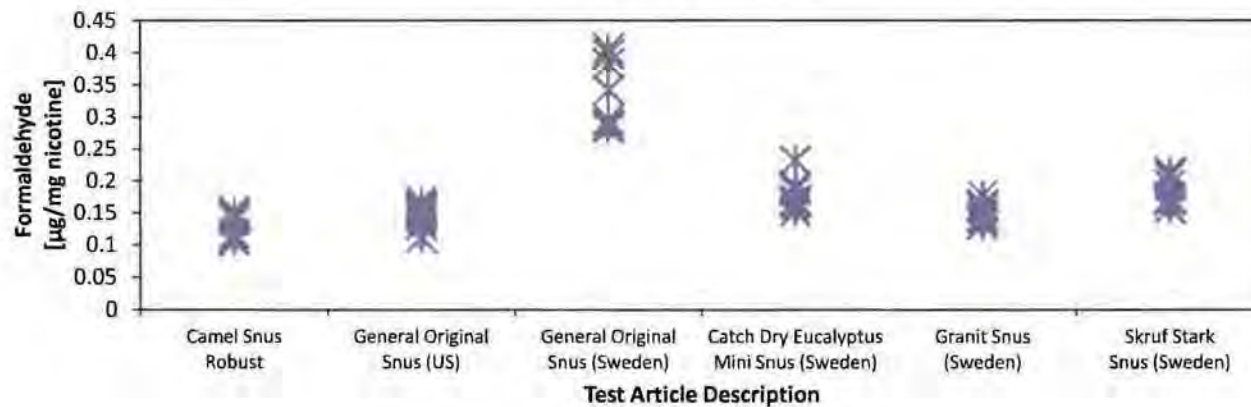 0.45
0.4
0.35
0.3
0.25
0.2
0.15
0.1
0.05
0
Formaldehyde
[µg/mg nicotine]
Camel Snus
Robust
General Original
Snus (US)
General Original
Snus (Sweden)
Catch Dry Eucalyptus
Mini Snus (Sweden)
Granit Snus
(Sweden)
Skruf Stark
Snus (Sweden)
Test Article Description